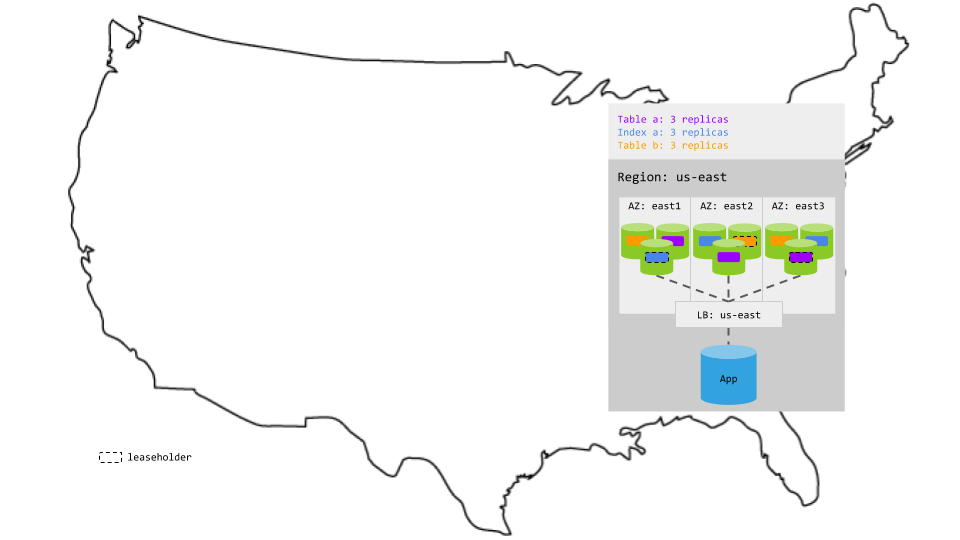 Table a: 3 replicas
Index a: 3 replicas
Table b: 3 replicas
Region: us-east
AZ: east1
AZ: east2
AZ: east3
LB: us-east
App
leaseholder